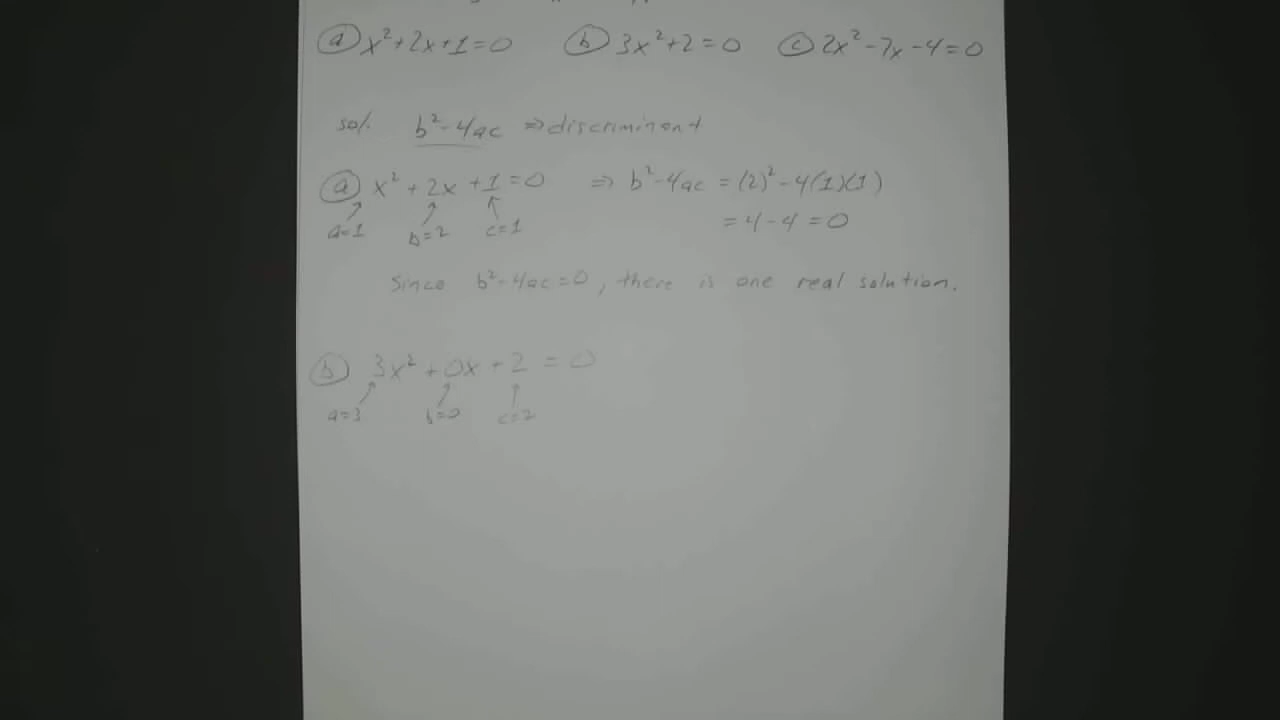 ⓐ x²+2x+1=0 ⓑ 3x²+2=0 ⓒ 2x²-7x-4=0
sol. b²-4ac ⇒ discriminant
ⓐ x² + 2x + 1 = 0 ⇒ b²-4ac = (2)² - 4(1)(1)
a=1 b=2 c=1 = 4 - 4 = 0
Since b²-4ac=0, there is one real solution.
ⓑ 3x² + 0x + 2 = 0
a=3 b=0 c=2